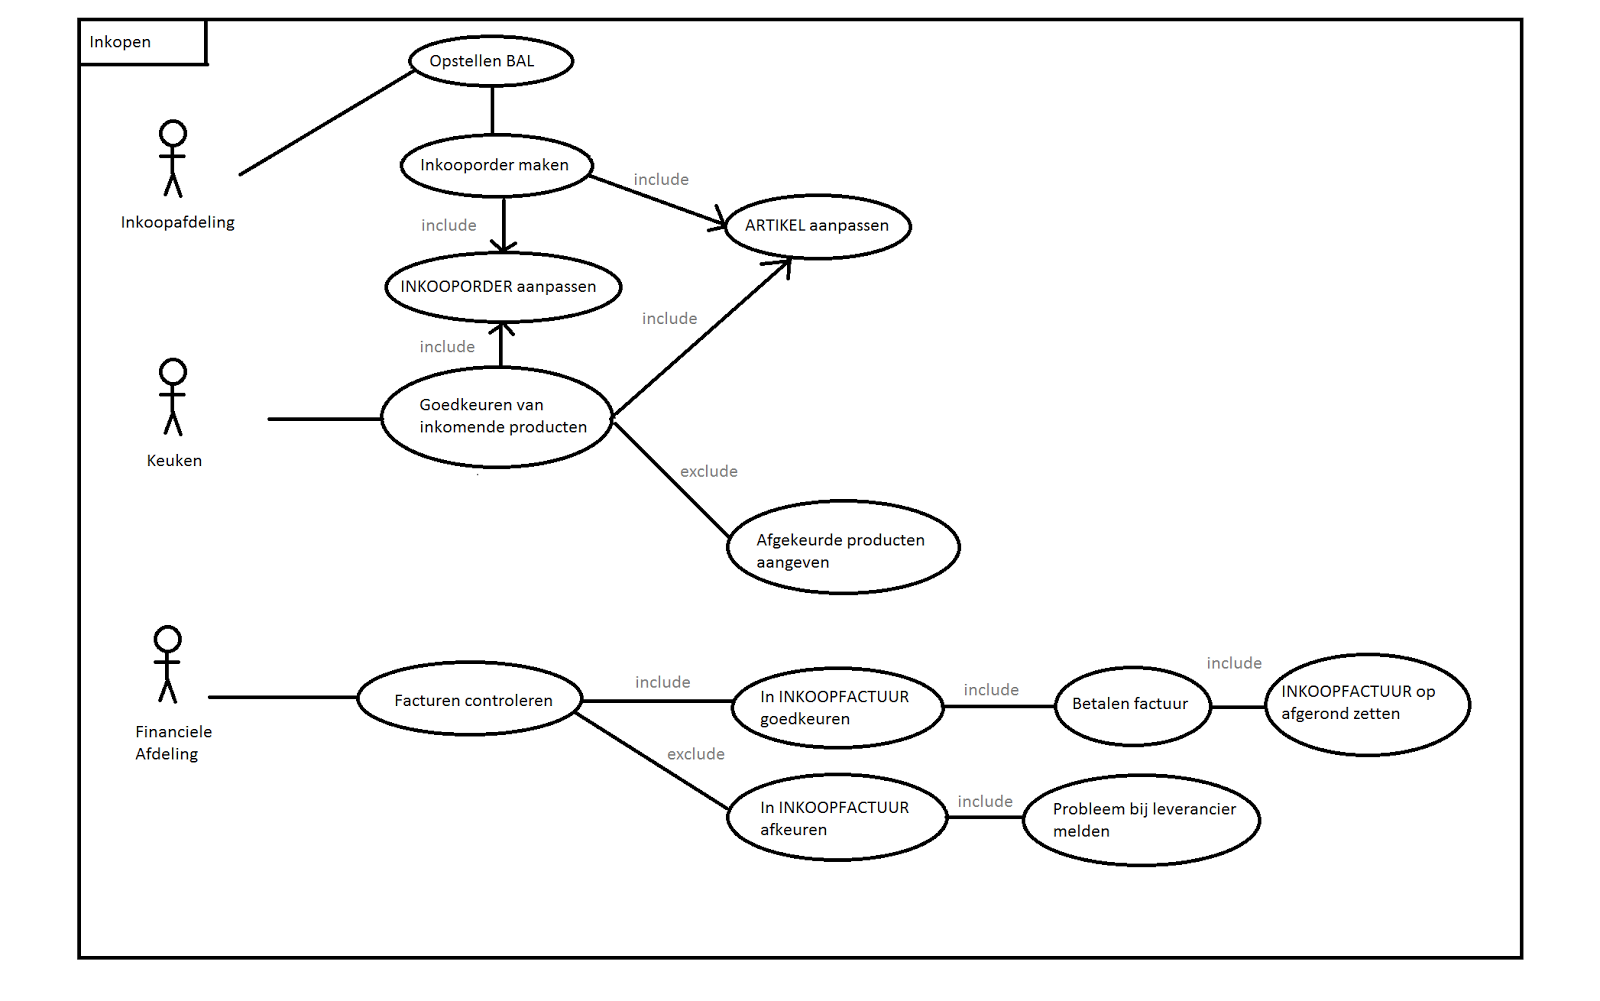 Inkopen
Opstellen BAL
Inkooporder maken
include
Inkoopafdeling
include
ARTIKEL aanpassen
INKOOPORDER aanpassen
include
include
Goedkeuren van
inkomende producten
Keuken
exclude
Afgekeurde producten
aangeven
Financiele
Afdeling
Facturen controleren
include
In INKOOPFACTUUR
goedkeuren
include
Betalen factuur
include
INKOOPFACTUUR op
afgerond zetten
exclude
In INKOOPFACTUUR
afkeuren
include
Probleem bij leverancier
melden